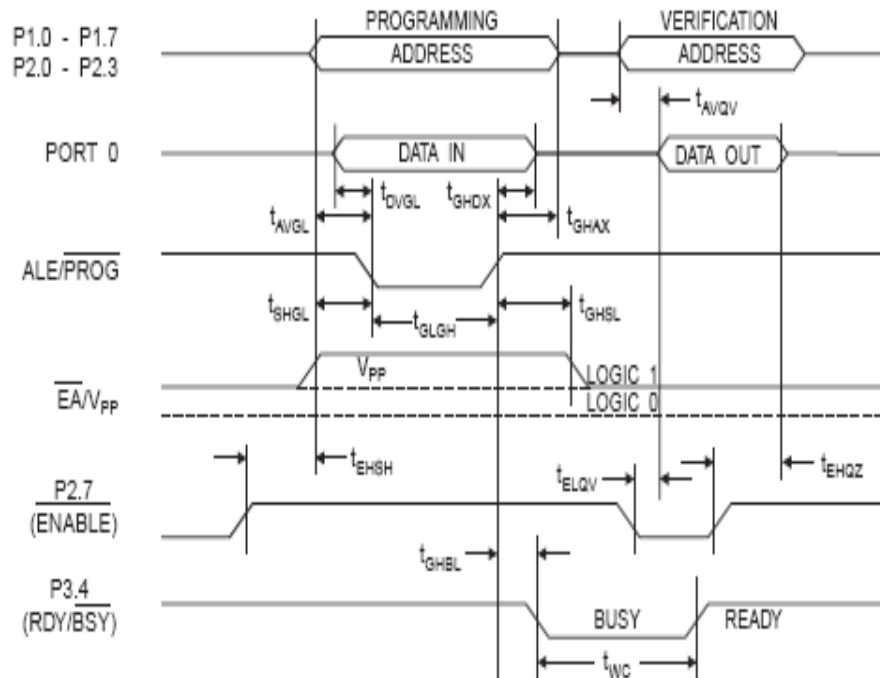 PROGRAMMING VERIFICATION
P1.0 - P1.7
P2.0 - P2.3
ADDRESS ADDRESS
tAVQV
PORT 0 DATA IN DATA OUT
tDVGL tGHDX
tAVGL tGHAX
ALE/PROG
tSHGL tGLGH tGHSL
VPP LOGIC 1
EA/VPP LOGIC 0
tEHSH tELQV tEHQZ
P2.7
(ENABLE)
tGHBL
P3.4
(RDY/BSY) BUSY READY
tWC